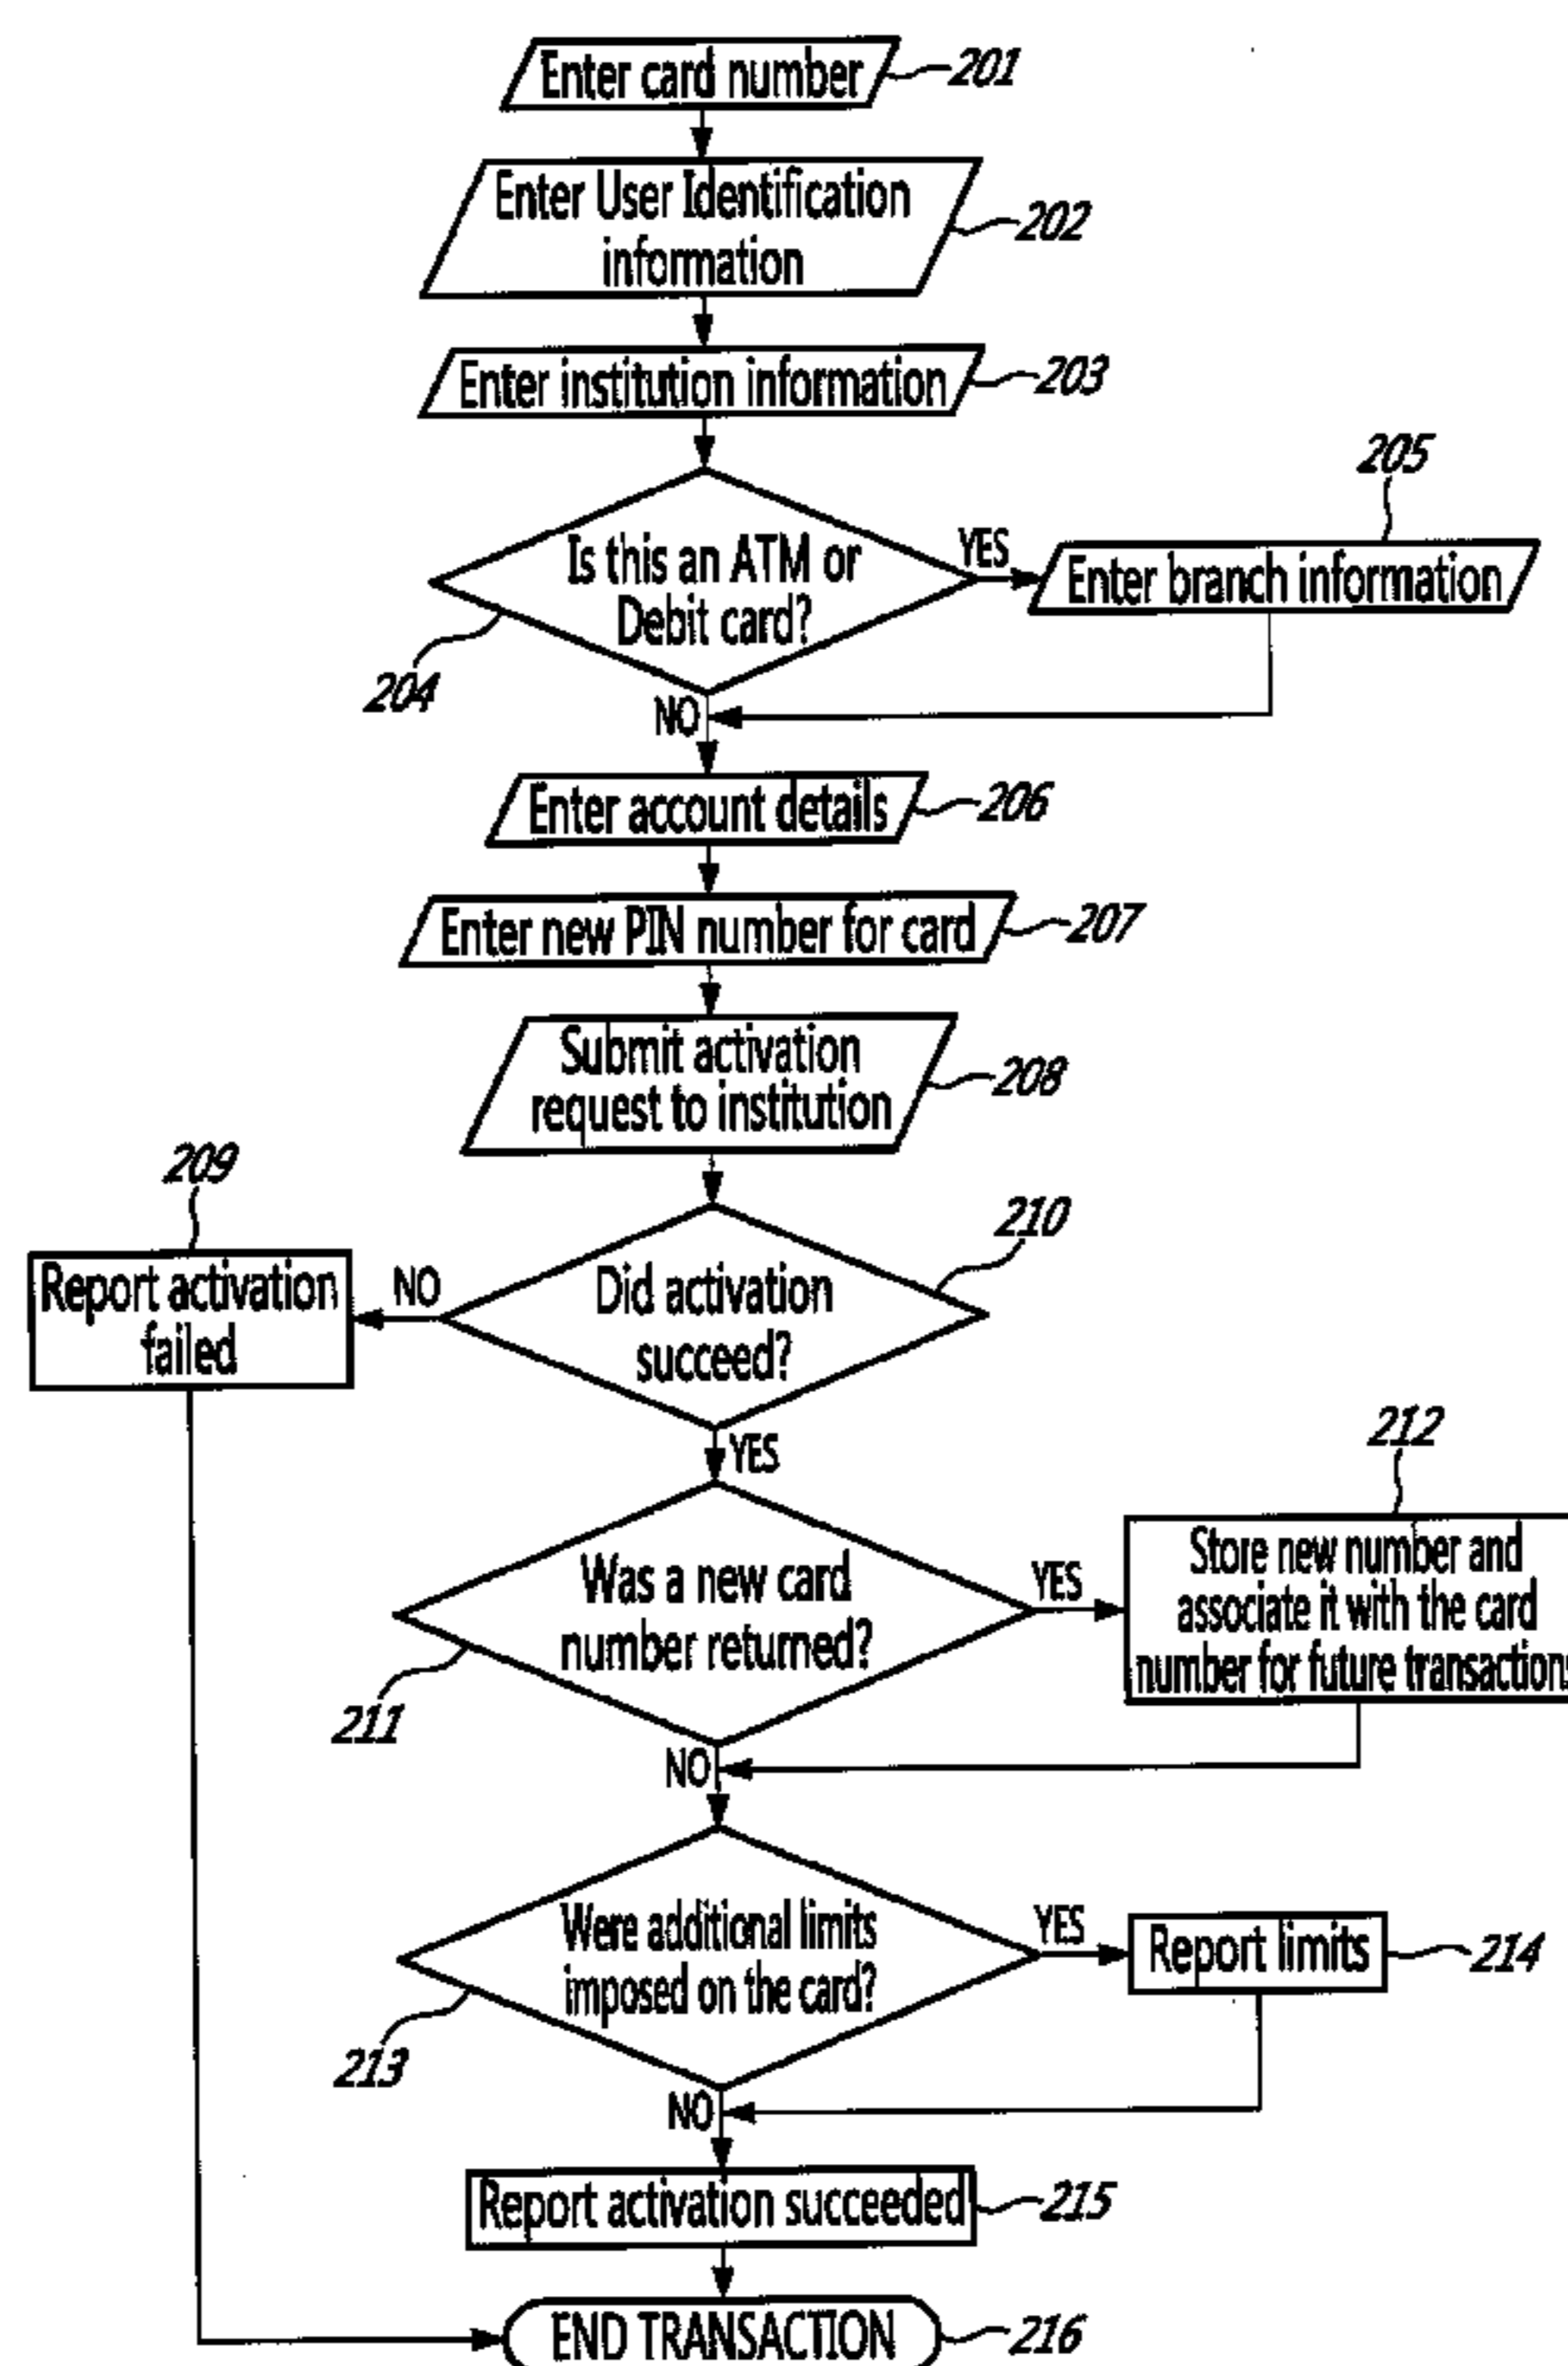 Enter card number
201
Enter User Identification
information
202
Enter institution information
203
205
Is this an ATM or
Debit card?
YES
Enter branch information
204
NO
Enter account details
206
Enter new PIN number for card
207
Submit activation
request to institution
208
209
210
Report activation
failed
NO
Did activation
succeed?
YES
212
Was a new card
number returned?
YES
Store new number and
associate it with the card
number for future transactions
211
NO
Were additional limits
imposed on the card?
YES
Report limits
214
213
NO
Report activation succeeded
215
END TRANSACTION
216